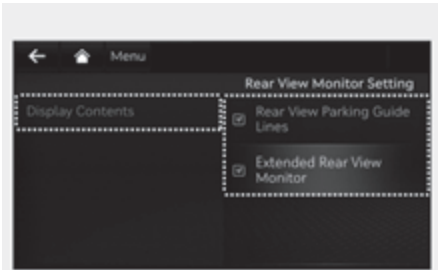 Menu
Rear View Monitor Setting
Display Contents
Rear View Parking Guide
Lines
Extended Rear View
Monitor